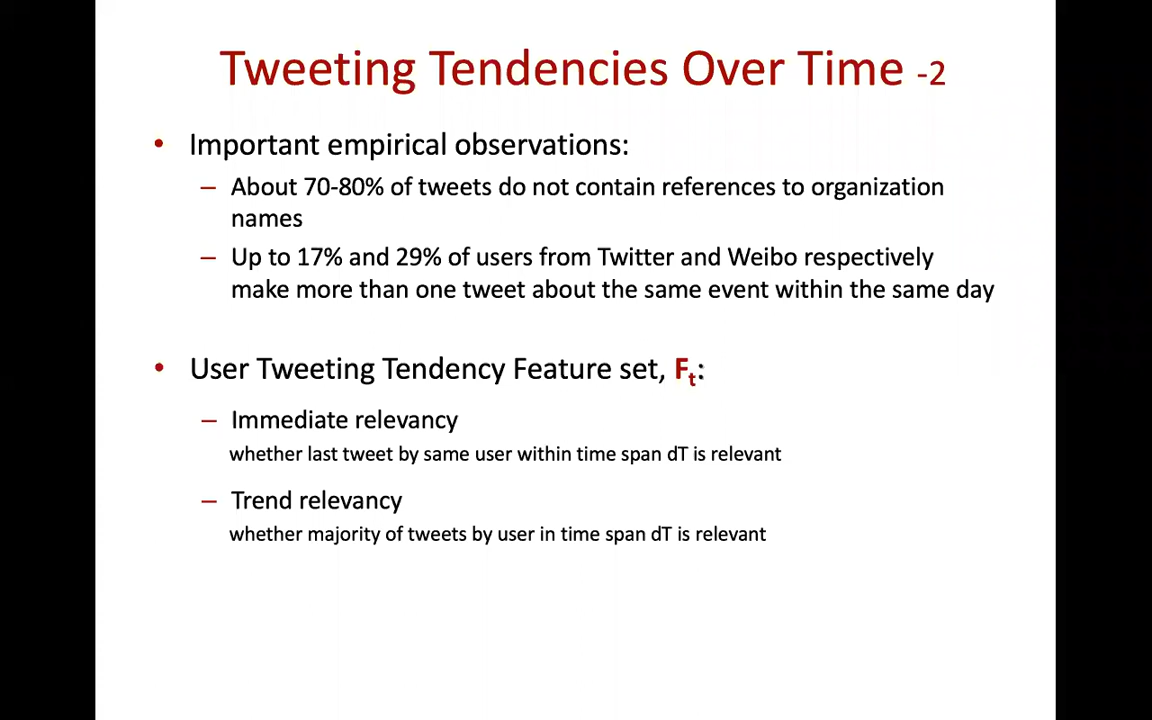 Tweeting Tendencies Over Time -2
• Important empirical observations:
– About 70-80% of tweets do not contain references to organization
names
– Up to 17% and 29% of users from Twitter and Weibo respectively
make more than one tweet about the same event within the same day
• User Tweeting Tendency Feature set, Ft:
– Immediate relevancy
whether last tweet by same user within time span dT is relevant
– Trend relevancy
whether majority of tweets by user in time span dT is relevant